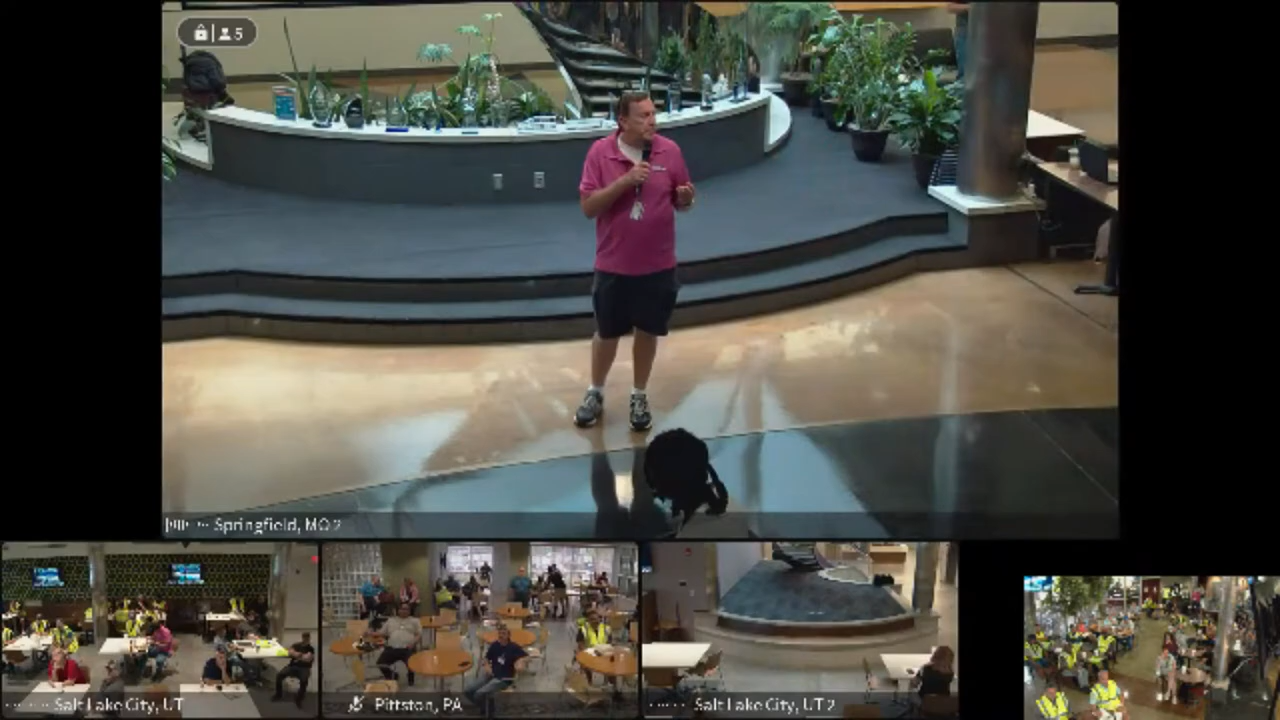 5
Springfield, MO 2
Salt Lake City, UT
Pittston, PA
Salt Lake City, UT 2